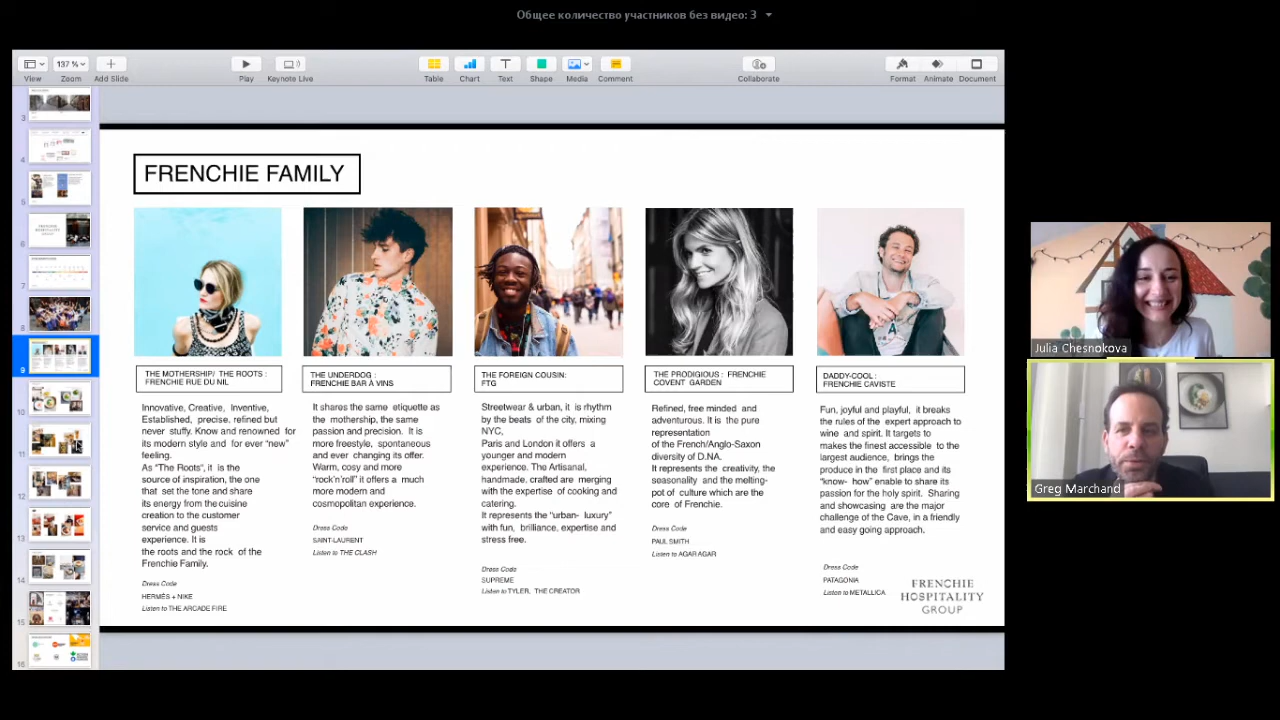 Общее количество участников без видео: 3
137 %
View
Zoom
Add Slide
Play
Keynote Live
Table
Chart
Text
Shape
Media
Comment
Collaborate
Format
Animate
Document
3
4
5
6
7
8
9
10
11
12
13
14
15
16
FRENCHIE FAMILY
THE MOTHERSHIP/ THE ROOTS :
FRENCHIE RUE DU NIL
Innovative, Creative, Inventive,
Established, precise, refined but
never stuffy. Know and renowned for
its modern style and for ever “new”
feeling.
As “The Roots”, it is the
source of inspiration, the one
that set the tone and share
its energy from the cuisine
creation to the customer
service and guests
experience. It is
the roots and the rock of the
Frenchie Family.
Dress Code
HERMÈS + NIKE
Listen to THE ARCADE FIRE
THE UNDERDOG :
FRENCHIE BAR À VINS
It shares the same etiquette as
the mothership, the same
passion and precision. It is
more freestyle, spontaneous
and ever changing its offer.
Warm, cosy and more
“rock’n’roll” it offers a much
more modern and
cosmopolitan experience.
Dress Code
SAINT-LAURENT
Listen to THE CLASH
THE FOREIGN COUSIN:
FTG
Streetwear & urban, it is rhythm
by the beats of the city, mixing
NYC,
Paris and London it offers a
younger and modern
experience. The Artisanal,
handmade, crafted are merging
with the expertise of cooking and
catering.
It represents the “urban- luxury”
with fun, brilliance, expertise and
stress free.
Dress Code
SUPREME
Listen to TYLER, THE CREATOR
THE PRODIGIOUS : FRENCHIE
COVENT GARDEN
Refined, free minded and
adventurous. It is the pure
representation
of the French/Anglo-Saxon
diversity of D.NA.
It represents the creativity, the
seasonality and the melting-
pot of culture which are the
core of Frenchie.
Dress Code
PAUL SMITH
Listen to AGAR AGAR
DADDY-COOL :
FRENCHIE CAVISTE
Fun, joyful and playful, it breaks
the rules of the expert approach to
wine and spirit. It targets to
makes the finest accessible to the
largest audience, brings the
produce in the first place and its
“know- how” enable to share its
passion for the holy spirit. Sharing
and showcasing are the major
challenge of the Cave, in a friendly
and easy going approach.
Dress Code
PATAGONIA
Listen to METALLICA
FRENCHIE
HOSPITALITY
GROUP
Julia Chesnokova
Greg Marchand